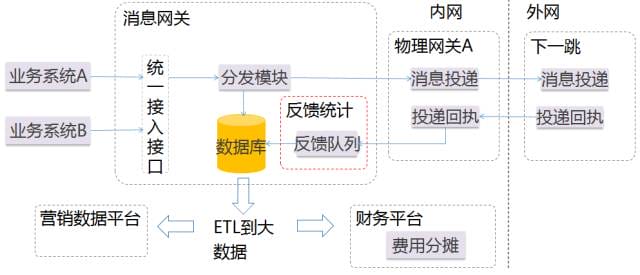 消息网关
内网
外网
物理网关A
下一跳
业务系统A
统一接入接口
分发模块
消息投递
消息投递
反馈统计
业务系统B
数据库
反馈队列
投递回执
投递回执
营销数据平台
ETL到大
数据
财务平台
费用分摊